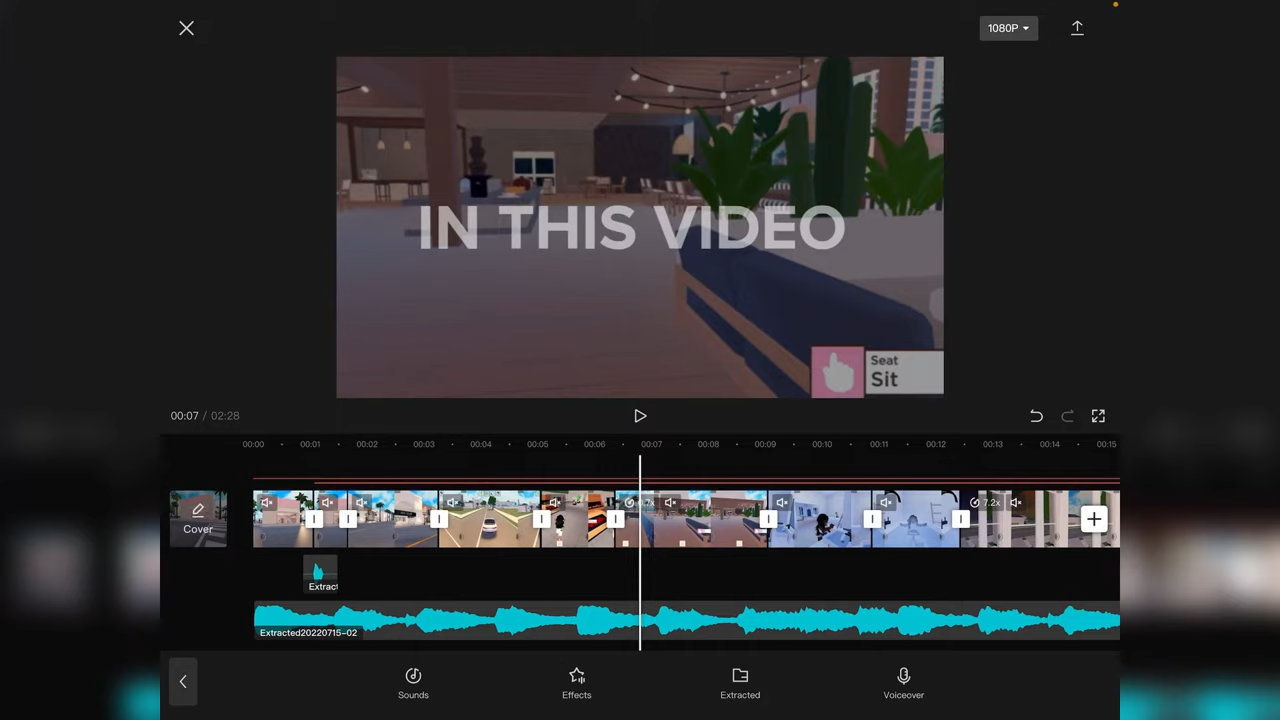 1080P
IN THIS VIDEO
Seat
Sit
00:07 / 02:28
00:00 00:01 00:02 00:03 00:04 00:05 00:06 00:07 00:08 00:09 00:10 00:11 00:12 00:13 00:14 00:15
Cover
7.2x
Extract
Extracted20220715-02
Sounds Effects Extracted Voiceover